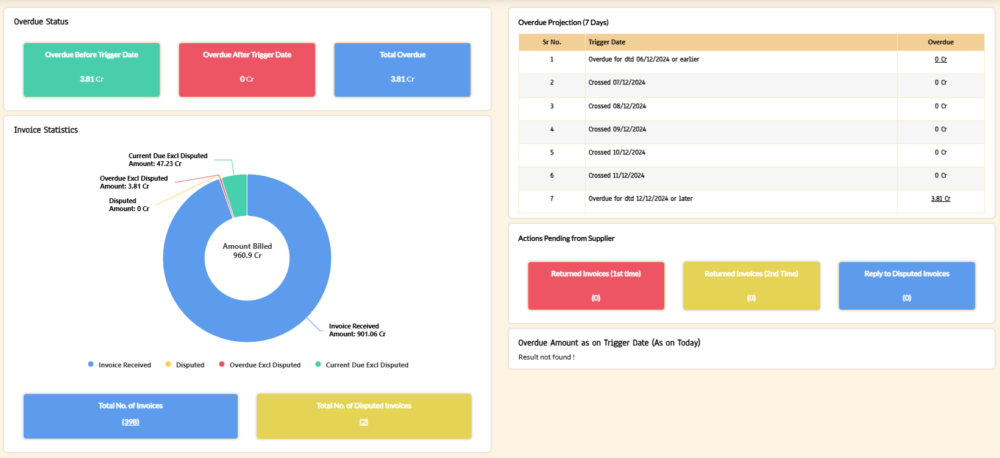 Overdue Status
Overdue Before Trigger Date
3.81 Cr
Overdue After Trigger Date
0 Cr
Total Overdue
3.81 Cr
Invoice Statistics
Current Due Excl Disputed
Amount: 47.23 Cr
Overdue Excl Disputed
Amount: 3.81 Cr
Disputed
Amount: 0 Cr
Amount Billed
960.9 Cr
Invoice Received
Amount: 901.06 Cr
Invoice Received
Disputed
Overdue Excl Disputed
Current Due Excl Disputed
Total No. of Invoices
(398)
Total No. of Disputed Invoices
(2)
Overdue Projection (7 Days)
Sr No. Trigger Date Overdue
1 Overdue for dtd 06/12/2024 or earlier 0 Cr
2 Crossed 07/12/2024 0 Cr
3 Crossed 08/12/2024 0 Cr
4 Crossed 09/12/2024 0 Cr
5 Crossed 10/12/2024 0 Cr
6 Crossed 11/12/2024 0 Cr
7 Overdue for dtd 12/12/2024 or later 3.81 Cr
Actions Pending from Supplier
Returned Invoices (1st time)
(0)
Returned Invoices (2nd Time)
(0)
Reply to Disputed Invoices
(0)
Overdue Amount as on Trigger Date (As on Today)
Result not found !